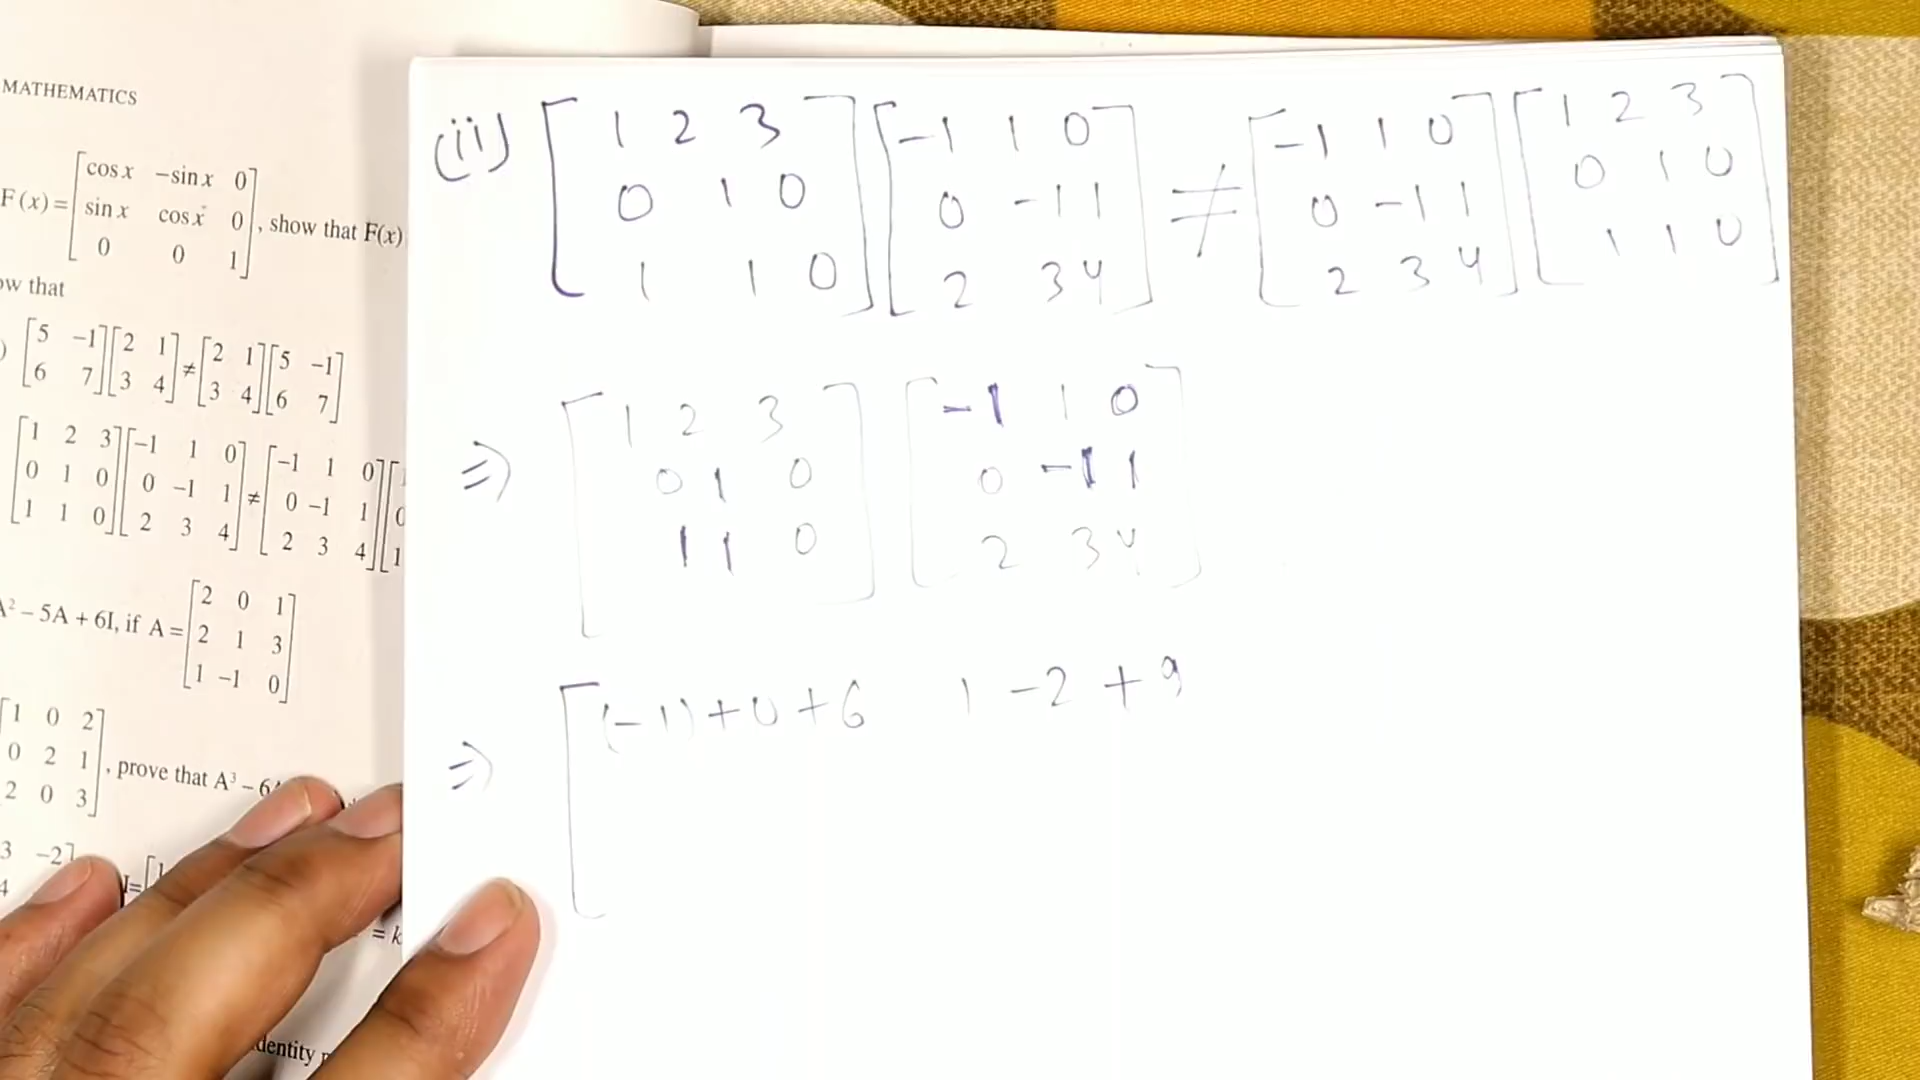 MATHEMATICS
F (x) = [cos x −sin x 0]
[sin x cos x 0] , show that F(x)
[0 0 1]
ow that
) [5 −1] [2 1] ≠ [2 1] [5 −1]
[6 7] [3 4] [3 4] [6 7]
[1 2 3] [−1 1 0] ≠ [−1 1 0] [
[0 1 0] [0 −1 1] [0 −1 1] [0
[1 1 0] [2 3 4] [2 3 4] [1
A² − 5A + 6I, if A = [2 0 1]
[2 1 3]
[1 −1 0]
[1 0 2]
0 2 1 , prove that A³ − 6
2 0 3]
3 −2]
4
= k
dentity
(ii) [1 2 3] [-1 1 0] ≠ [-1 1 0] [1 2 3]
[0 1 0] [0 -1 1] [0 -1 1] [0 1 0]
[1 1 0] [2 3 4] [2 3 4] [1 1 0]
⇒ [1 2 3] [-1 1 0]
[0 1 0] [0 -1 1]
[1 1 0] [2 3 4]
⇒ [(-1)+0+6 1 -2 +9